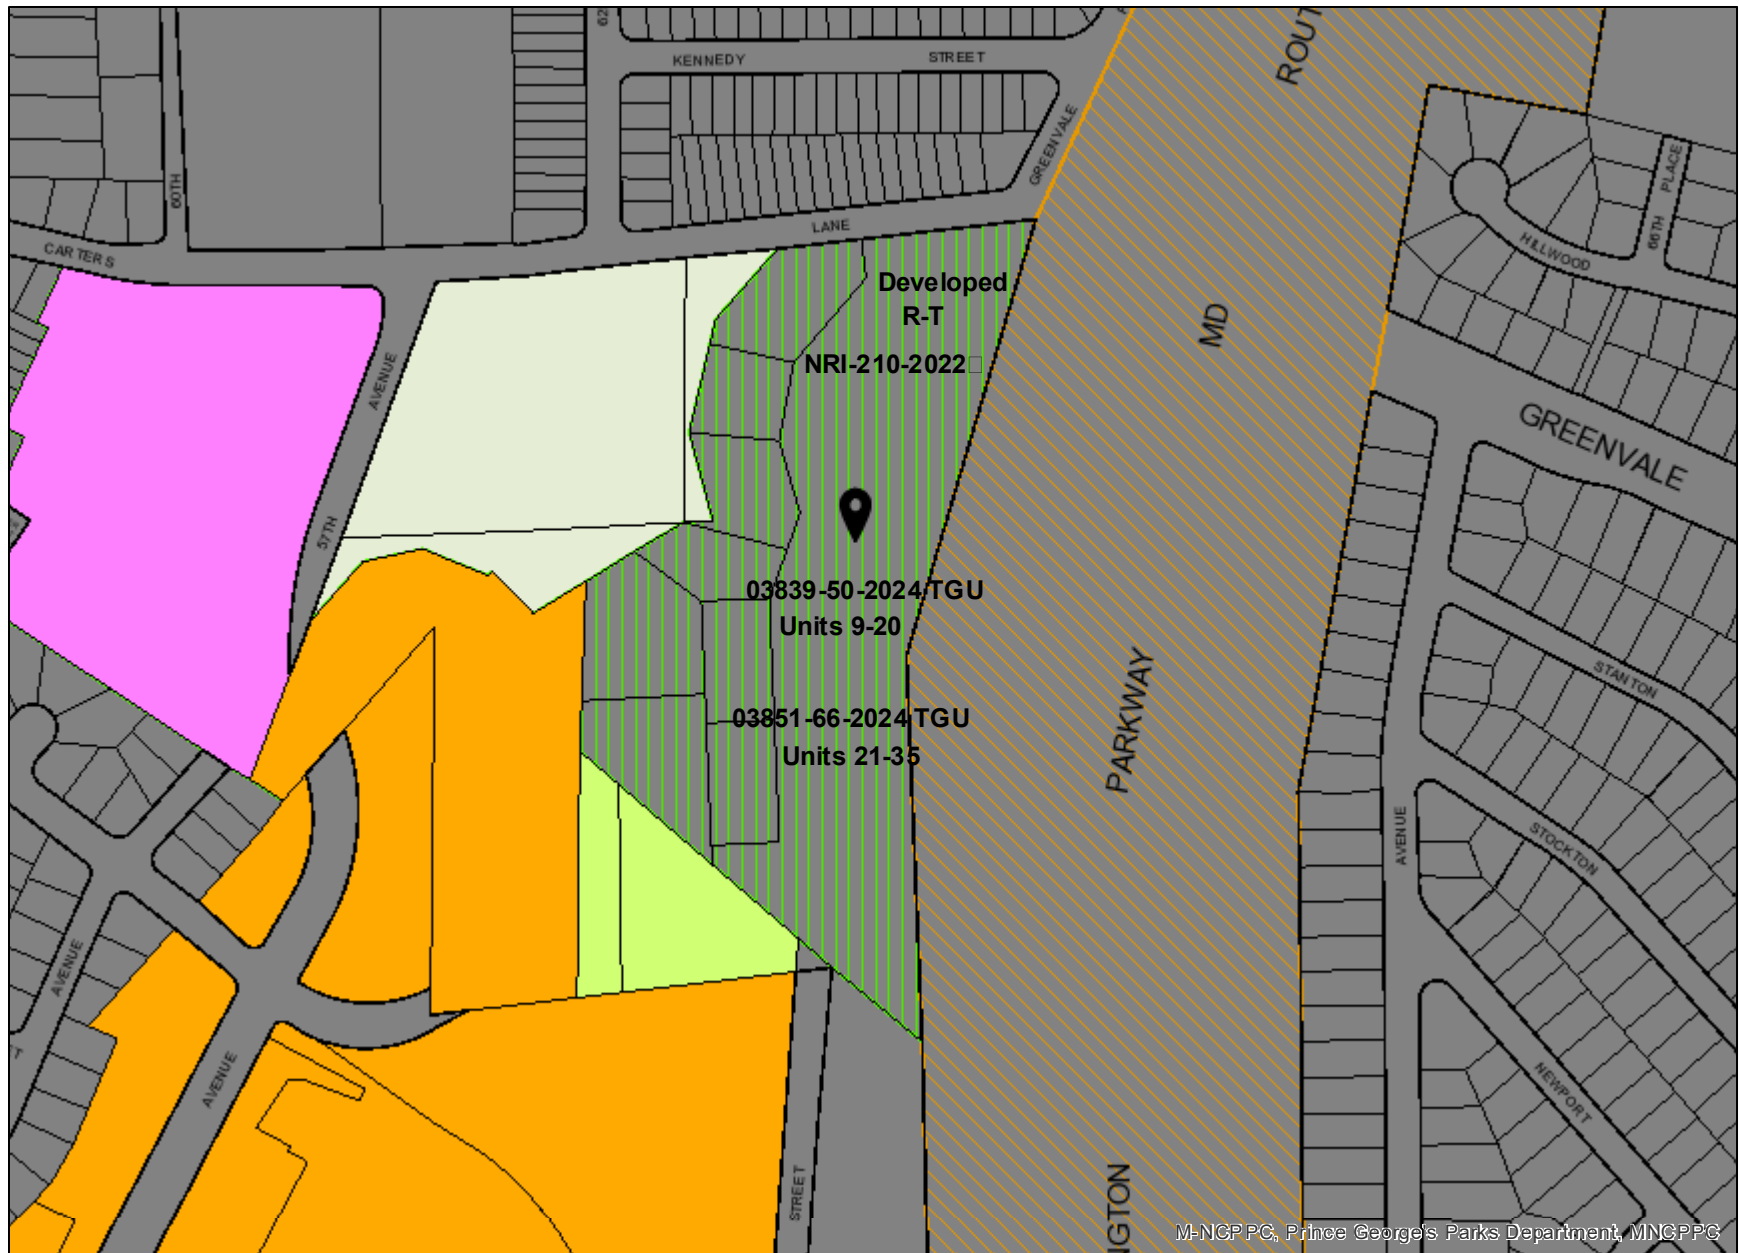 62
KENNEDY STREET
GREENVALE
ROUT
60TH
CARTERS
LANE
PLACE
66TH
HILLWOOD
Developed
R-T
NRI-210-2022
MD
AVENUE
57TH
GREENVALE
03839-50-2024 TGU
Units 9-20
STANTON
PARKWAY
03851-66-2024 TGU
Units 21-35
AVENUE
STOCKTON
AVENUE
AVENUE
NEWPORT
STREET
NGTON
M-NCPPC, Prince George's Parks Department, MNCPPC